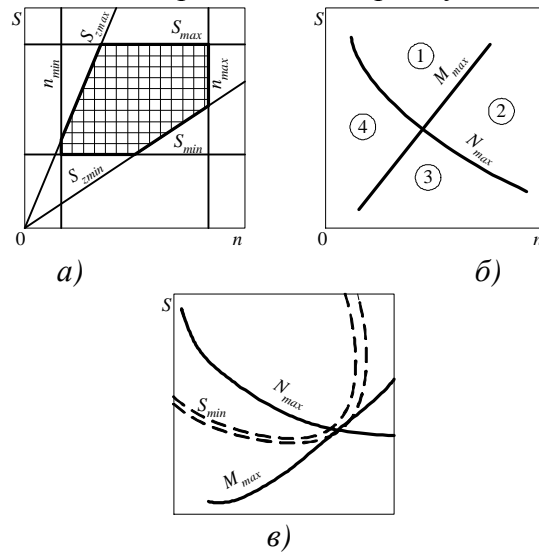 S
S_zmax
S_max
n_min
n_max
S_min
S_zmin
0
n
а)
S
1
M_max
2
4
3
N_max
0
n
б)
S
N_max
S_min
M_max
в)